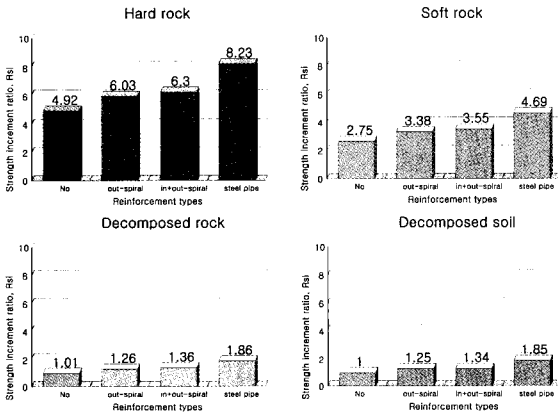 Hard rock
Strength increment ratio, Rsi
10
8
6
4
2
0
4.92
6.03
6.3
8.23
No
out-spiral
in+out-spiral
steel pipe
Reinforcement types
Soft rock
Strength increment ratio, Rsi
10
8
6
4
2
0
2.75
3.38
3.55
4.69
No
out-spiral
in+out-spiral
steel pipe
Reinforcement types
Decomposed rock
Strength increment ratio, Rsi
10
8
6
4
2
0
1.01
1.26
1.36
1.86
No
out-spiral
in+out-spiral
steel pipe
Reinforcement types
Decomposed soil
Strength increment ratio, Rsi
10
8
6
4
2
0
1
1.25
1.34
1.85
No
out-spiral
in+out-spiral
steel pipe
Reinforcement types